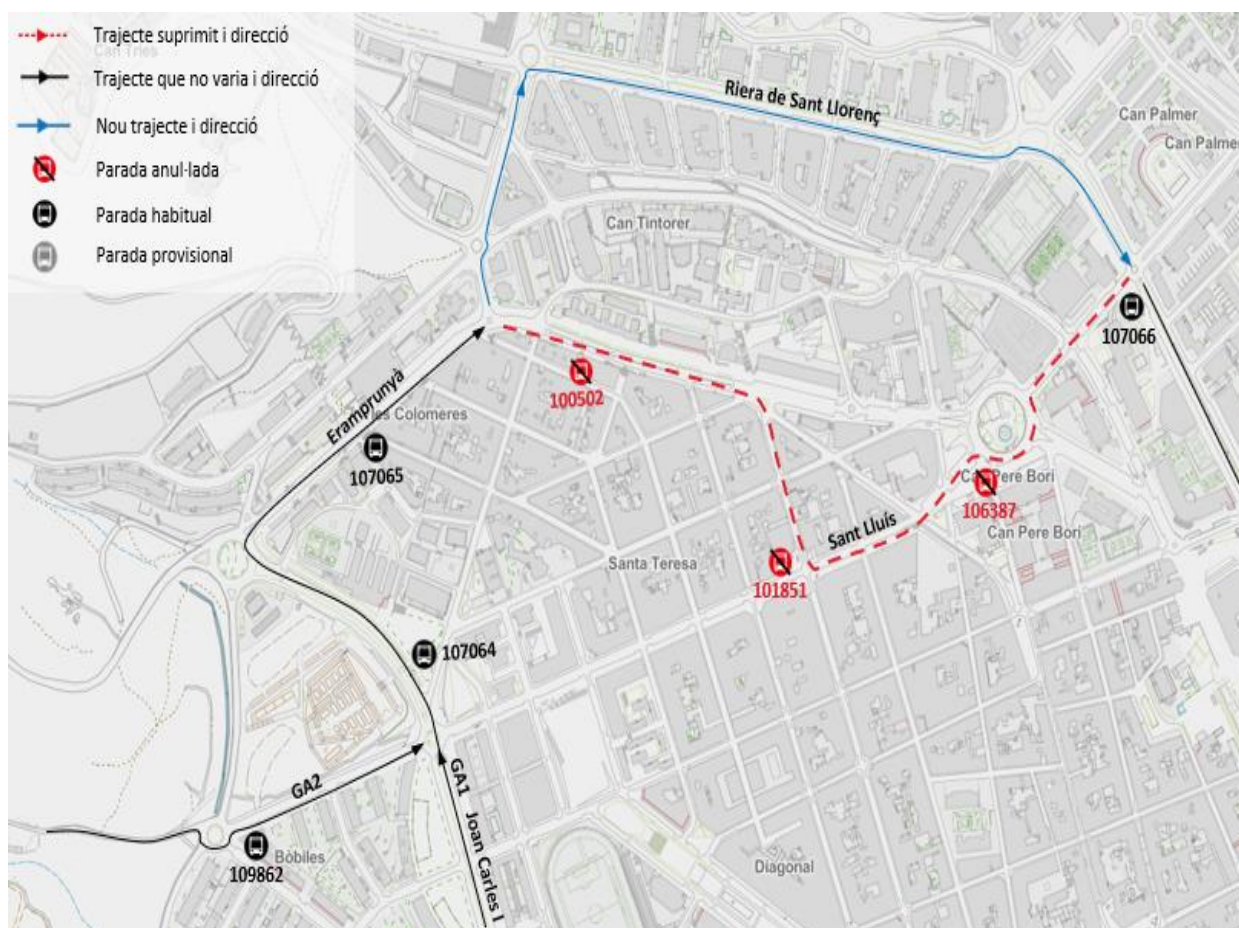 Trajecte suprimit i direcció
Can Tries
Trajecte que no varia i direcció
Nou trajecte i direcció
Parada anul·lada
Parada habitual
Parada provisional
Riera de Sant Llorenç
Can Palmer
Can Palmer
Can Tintorer
107066
100502
Eramprunyà
les Colomeres
107065
Can Pere Bori
106387
Sant Lluís
Can Pere Bori
Santa Teresa
101851
107064
GA2
GA1 Joan Carles I
Bòbiles
109862
Diagonal